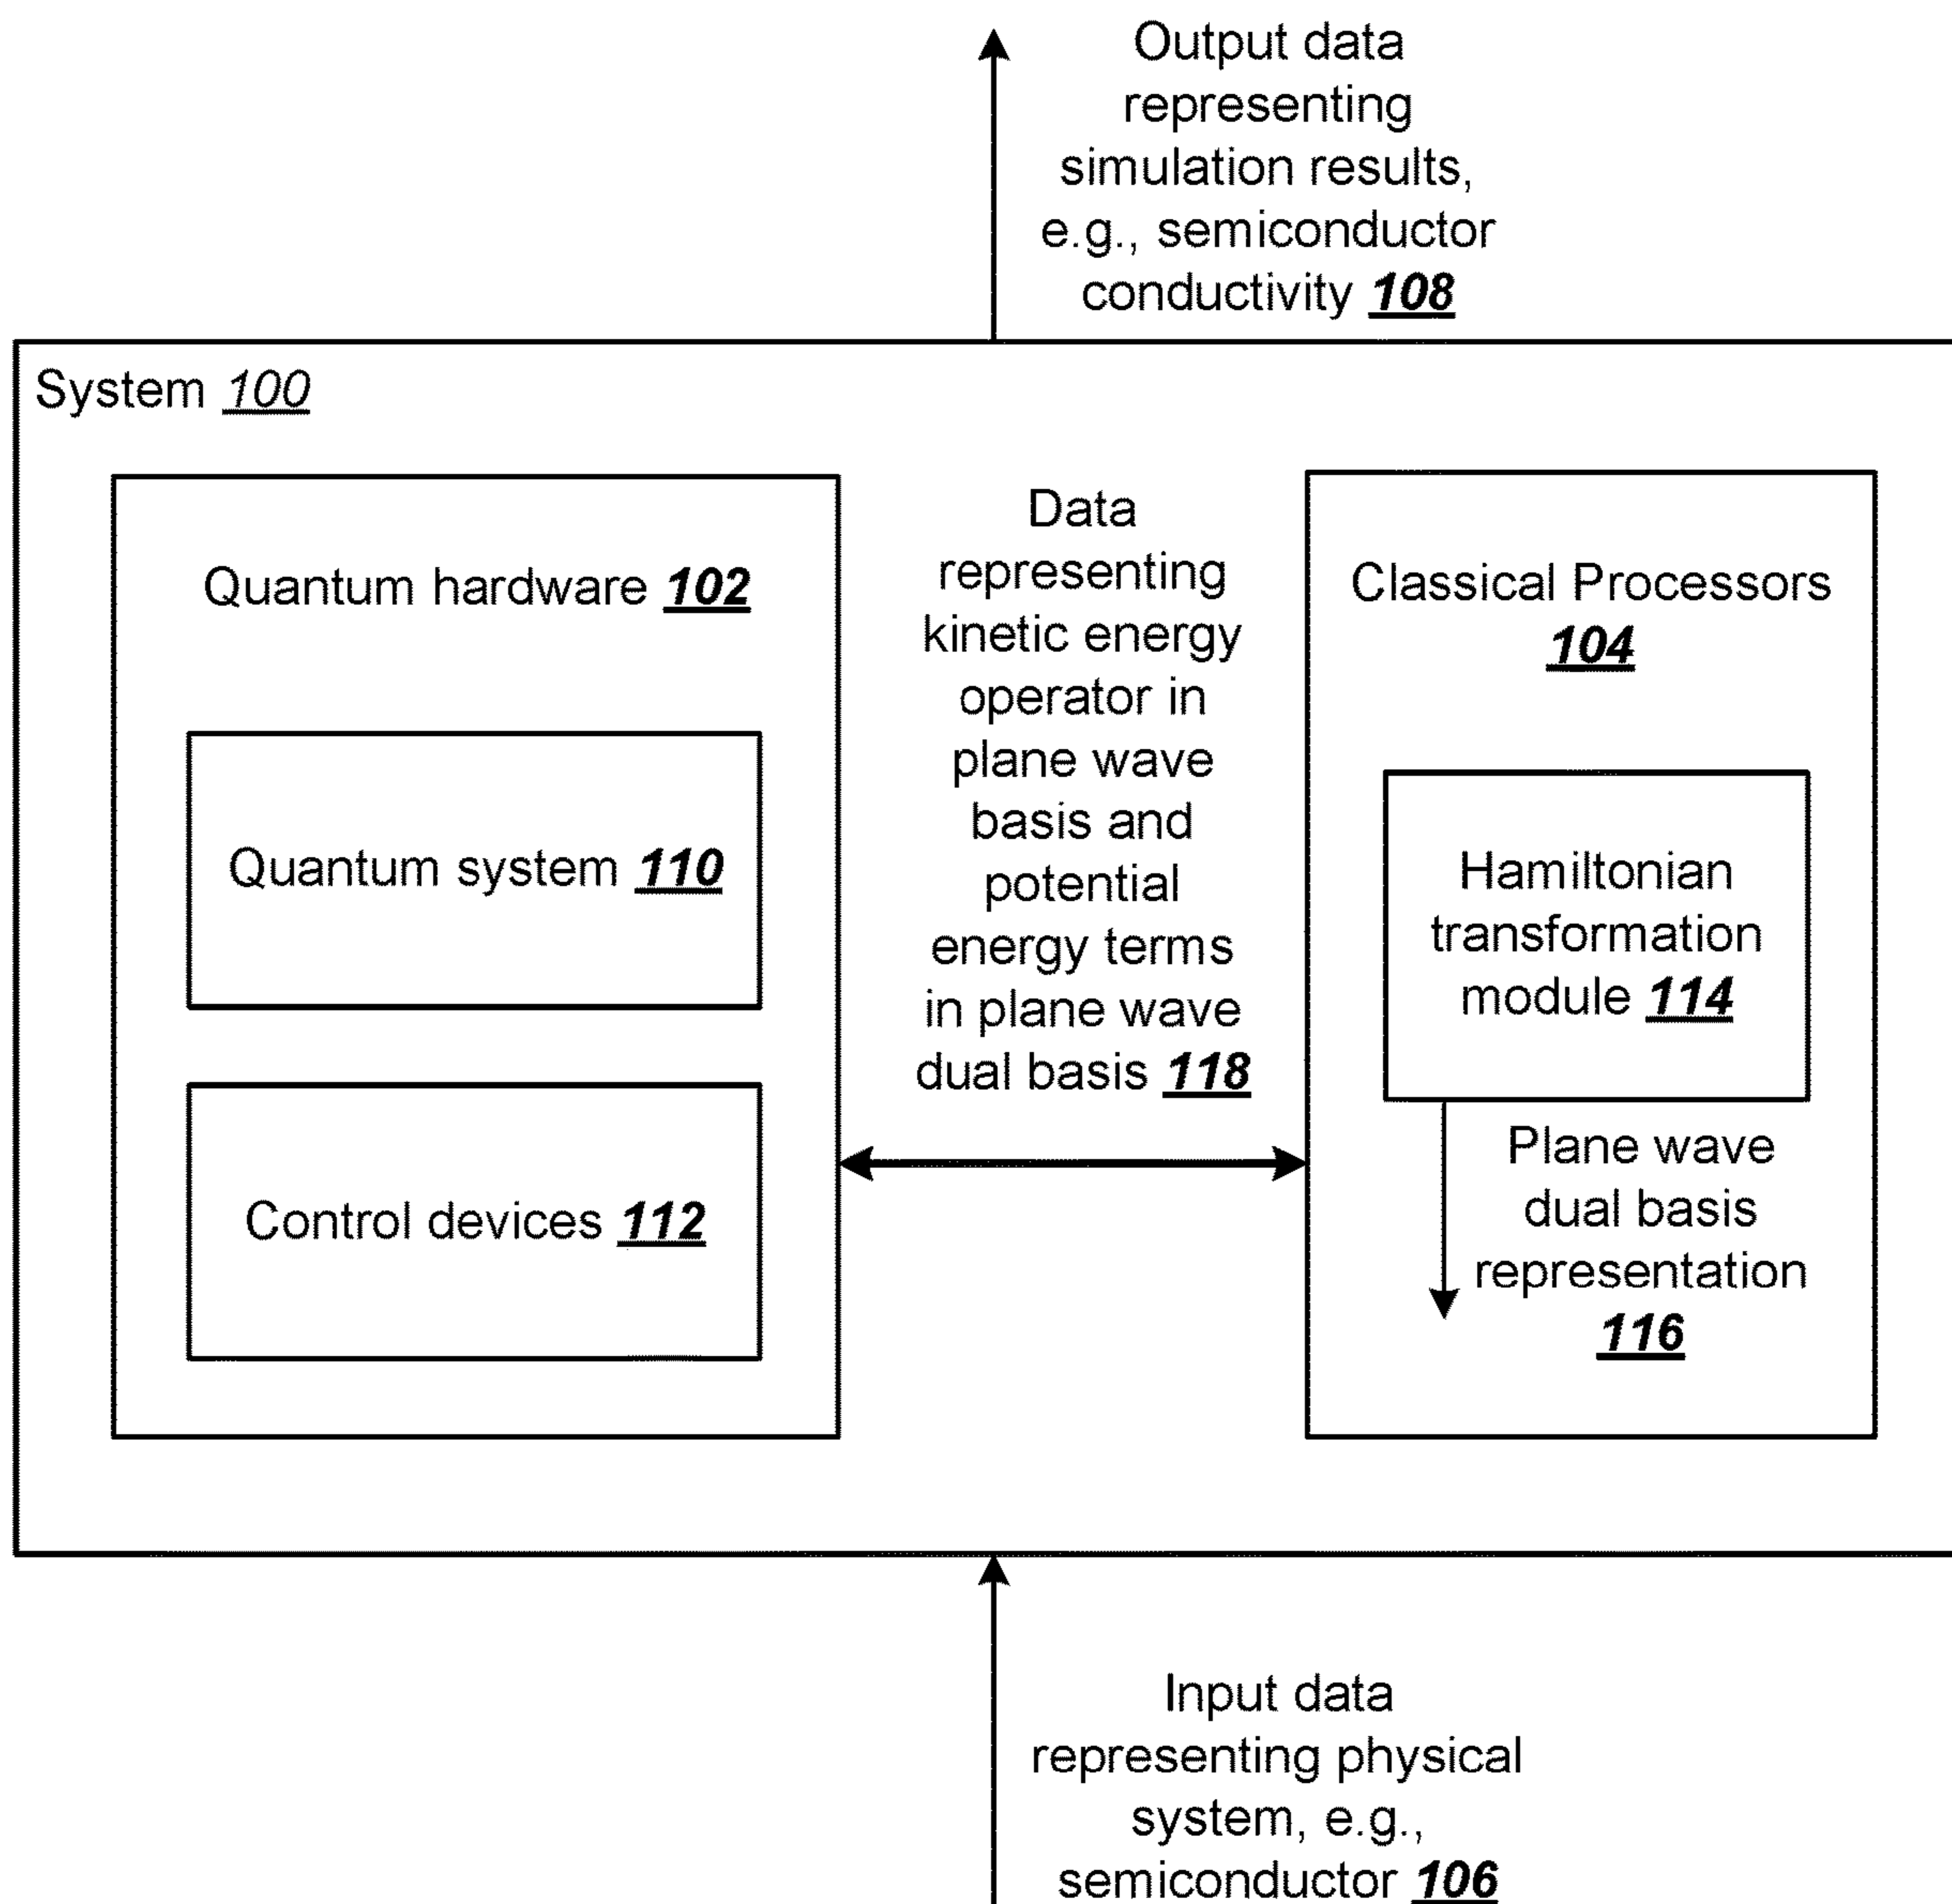 Output data
representing
simulation results,
e.g., semiconductor
conductivity 108
System 100
Quantum hardware 102
Quantum system 110
Control devices 112
Data
representing
kinetic energy
operator in
plane wave
basis and
potential
energy terms
in plane wave
dual basis 118
Classical Processors
104
Hamiltonian
transformation
module 114
Plane wave
dual basis
representation
116
Input data
representing physical
system, e.g.,
semiconductor 106